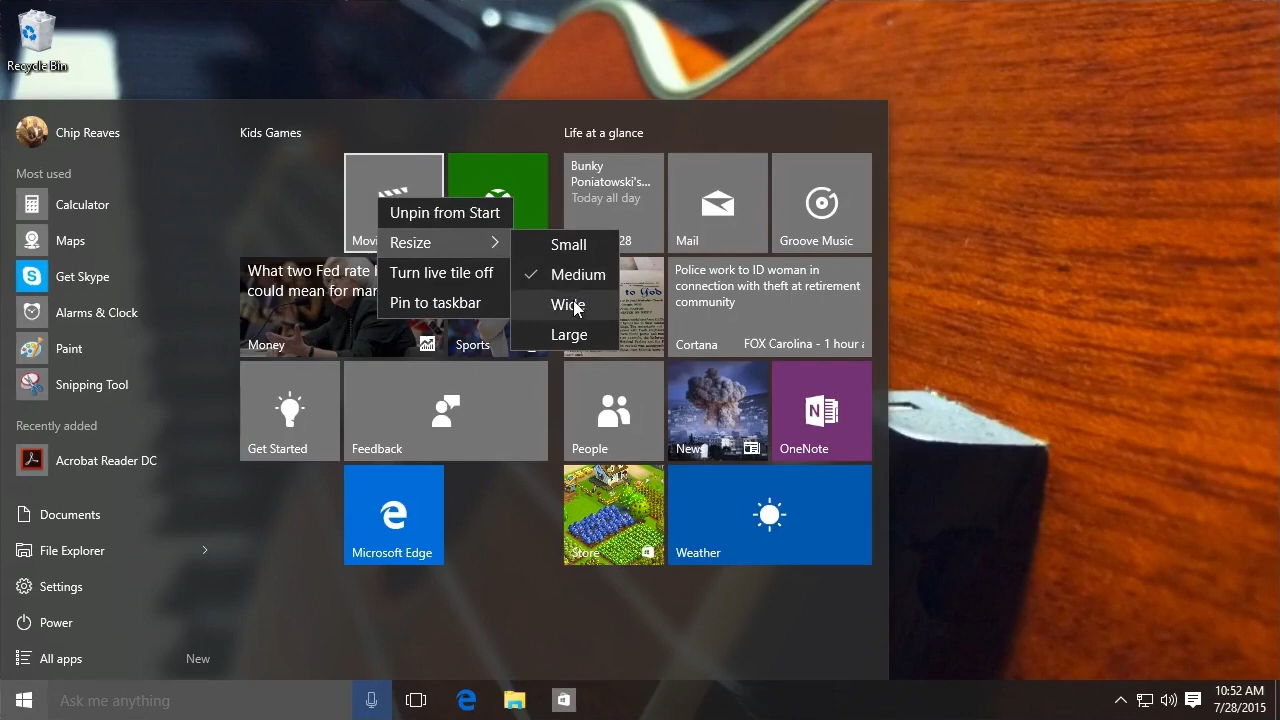 Recycle Bin
Chip Reaves
Most used
Calculator
Maps
Get Skype
Alarms & Clock
Paint
Snipping Tool
Recently added
Acrobat Reader DC
Documents
File Explorer
Settings
Power
All apps
New
Kids Games
Movi
Unpin from Start
Resize
Turn live tile off
Pin to taskbar
Small
Medium
Wide
Large
What two Fed rate
could mean for mar
Money
Sports
Get Started
Feedback
Microsoft Edge
Life at a glance
Bunky
Poniatowski's...
Today all day
28
Mail
Groove Music
to God
Police work to ID woman in
connection with theft at retirement
community
Cortana
FOX Carolina - 1 hour
People
News
OneNote
Store
Weather
Ask me anything
10:52 AM
7/28/2015